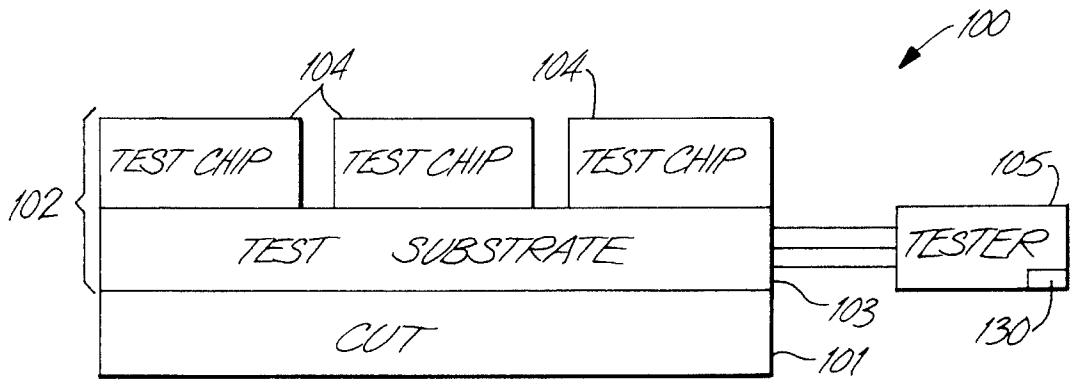 100
104
104
TEST CHIP
TEST CHIP
TEST CHIP
102
105
TEST SUBSTRATE
TESTER
103
130
CUT
101